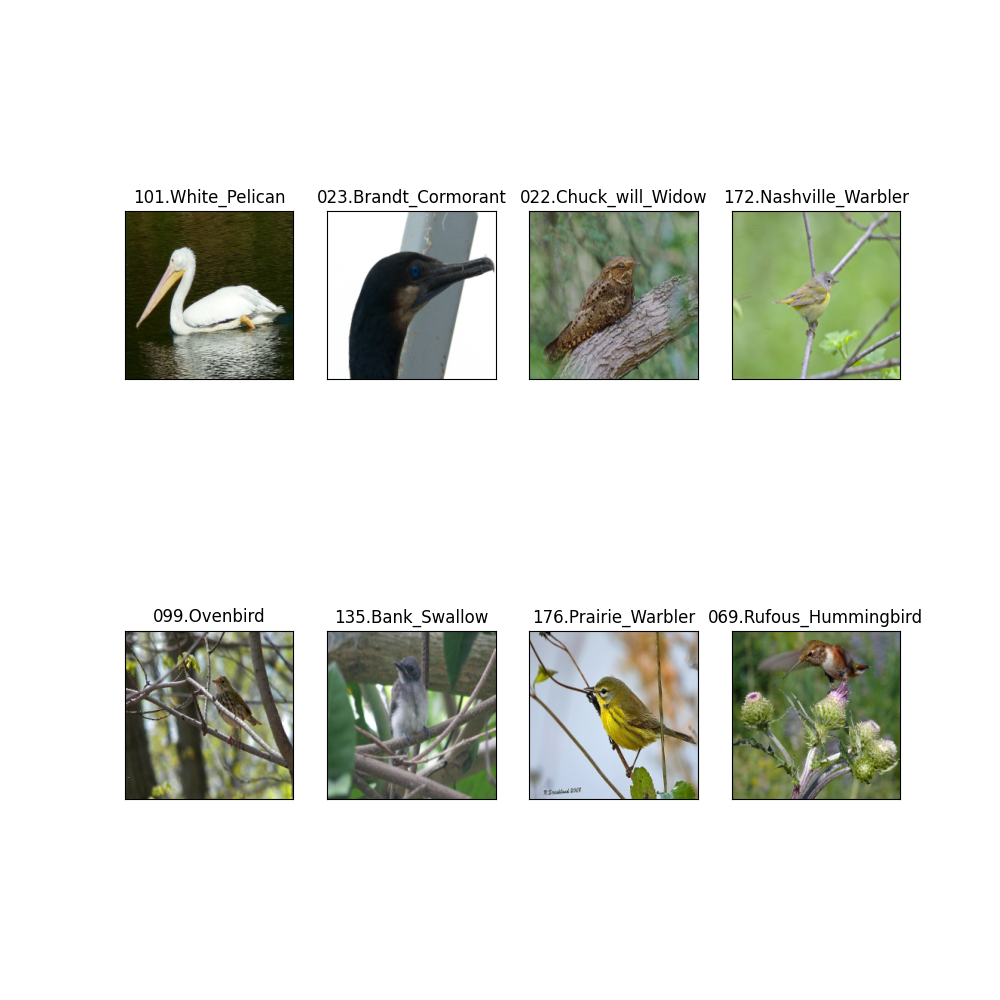 101.White_Pelican
023.Brandt_Cormorant
022.Chuck_will_Widow
172.Nashville_Warbler
099.Ovenbird
135.Bank_Swallow
176.Prairie_Warbler
069.Rufous_Hummingbird